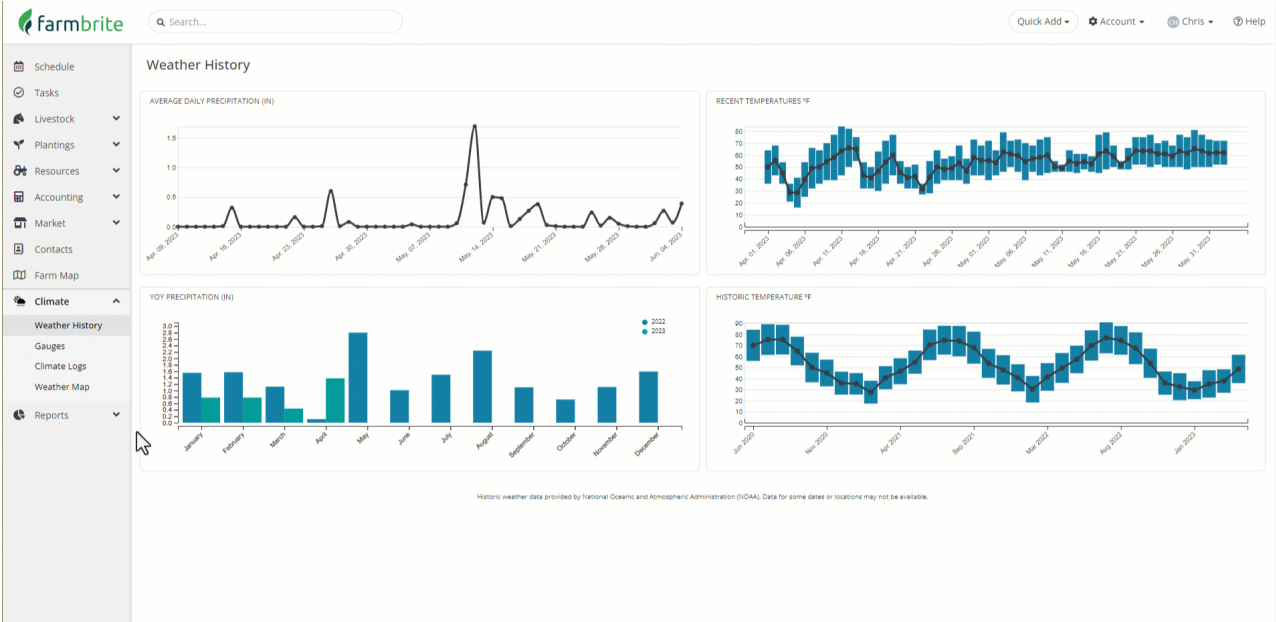 farmbrite
Search...
Quick Add
Account
CH
Chris
Help
Schedule
Tasks
Livestock
Plantings
Resources
Accounting
Market
Contacts
Farm Map
Climate
Weather History
Gauges
Climate Logs
Weather Map
Reports
Weather History
AVERAGE DAILY PRECIPITATION (IN)
1.5
1.0
0.5
0.0
Apr. 09, 2023
Apr. 16, 2023
Apr. 23, 2023
Apr. 30, 2023
May. 07, 2023
May. 14, 2023
May. 21, 2023
May. 28, 2023
Jun. 04, 2023
RECENT TEMPERATURES ºF
80
70
60
50
40
30
20
10
0
Apr. 01, 2023
Apr. 06, 2023
Apr. 11, 2023
Apr. 16, 2023
Apr. 21, 2023
Apr. 26, 2023
May. 01, 2023
May. 06, 2023
May. 11, 2023
May. 16, 2023
May. 21, 2023
May. 26, 2023
May. 31, 2023
YOY PRECIPITATION (IN)
2022
2023
3.0
2.8
2.6
2.4
2.2
2.0
1.8
1.6
1.4
1.2
1.0
0.8
0.6
0.4
0.2
0.0
January
February
March
April
May
June
July
August
September
October
November
December
HISTORIC TEMPERATURE ºF
90
80
70
60
50
40
30
20
10
0
Jun 2020
Nov 2020
Apr 2021
Sep 2021
Mar 2022
Aug 2022
Jan 2023
Historic weather data provided by National Oceanic and Atmospheric Administration (NOAA). Data for some dates or locations may not be available.